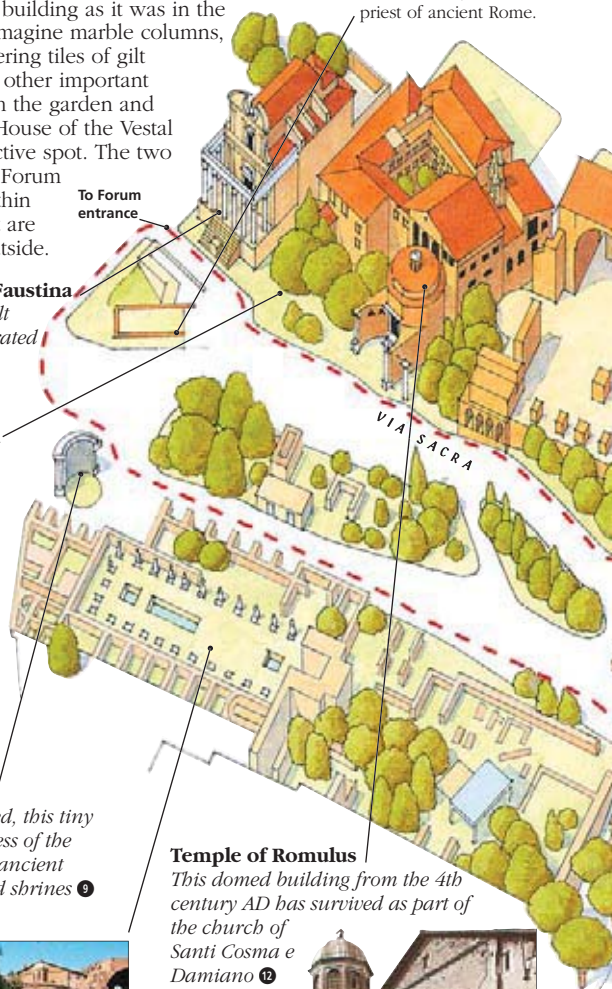 building as it was in the
magine marble columns,
ering tiles of gilt
other important
n the garden and
House of the Vestal
ctive spot. The two
Forum
thin
are
tside.
priest of ancient Rome.
To Forum
entrance
Faustina
lt
rated
VIA SACRA
ed, this tiny
ess of the
ancient
d shrines 9
Temple of Romulus
This domed building from the 4th
century AD has survived as part of
the church of
Santi Cosma e
Damiano 12